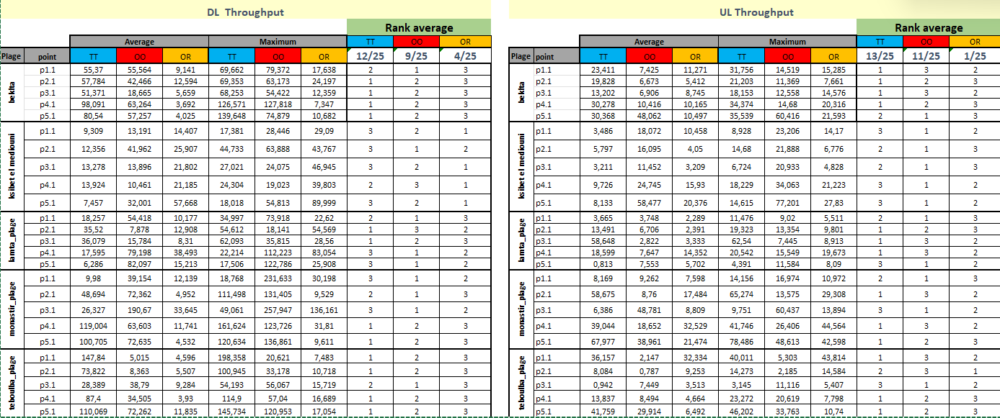 DL Throughput UL Throughput
Rank average Rank average
Average Maximum TT OO OR Average Maximum TT OO OR
Plage point TT OO OR TT OO OR 12/25 9/25 4/25 Plage point TT OO OR TT OO OR 13/25 11/25 1/25
beklta p1.1 55,37 55,564 9,141 69,662 79,372 17,638 2 1 3 beklta p1.1 23,411 7,425 11,271 31,756 14,519 15,285 1 3 2
p2.1 57,784 42,466 12,594 69,353 63,173 24,197 1 2 3 p2.1 19,828 6,673 5,412 21,203 11,369 7,661 1 2 3
p3.1 51,371 18,665 5,659 68,253 54,422 12,359 1 2 3 p3.1 13,202 6,906 8,745 18,153 12,558 14,576 1 3 2
p4.1 98,091 63,264 3,692 126,571 127,818 7,347 1 2 3 p4.1 30,278 10,416 10,165 34,374 14,68 20,316 1 2 3
p5.1 80,54 57,257 4,025 139,648 74,879 10,682 1 2 3 p5.1 30,368 48,062 10,497 35,539 60,416 21,593 2 1 3
ksibet el mediouni p1.1 9,309 13,191 14,407 17,381 28,446 29,09 3 2 1 ksibet el mediouni p1.1 3,486 18,072 10,458 8,928 23,206 14,17 3 1 2
p2.1 12,356 41,962 25,907 44,733 63,888 43,767 3 1 2 p2.1 5,797 16,095 4,05 14,68 21,888 6,776 2 1 3
p3.1 13,278 13,896 21,802 27,021 24,075 46,945 3 2 1 p3.1 3,211 11,452 3,209 6,724 20,933 4,828 2 1 3
p4.1 13,924 10,461 21,185 24,304 19,023 39,803 2 3 1 p4.1 9,726 24,745 15,93 18,229 34,063 21,223 3 1 2
p5.1 7,457 32,001 57,668 18,018 54,813 89,999 3 2 1 p5.1 8,133 58,477 20,376 14,615 77,201 27,83 3 1 2
lamta_plage p1.1 18,257 54,418 10,177 34,997 73,918 22,62 2 1 3 lamta_plage p1.1 3,665 3,748 2,289 11,476 9,02 5,511 2 1 3
p2.1 35,52 7,878 12,908 54,612 18,141 54,569 1 3 2 p2.1 13,491 6,706 2,391 19,323 13,354 9,801 1 2 3
p3.1 36,079 15,784 8,31 62,093 35,815 28,56 1 2 3 p3.1 58,648 2,822 3,333 62,54 7,445 8,913 1 3 2
p4.1 17,595 79,198 38,493 22,214 112,223 83,054 3 1 2 p4.1 18,599 7,647 14,352 20,542 15,549 19,673 1 3 2
p5.1 6,286 82,097 15,213 17,506 122,786 25,908 3 1 2 p5.1 0,813 7,553 5,702 4,391 11,584 8,09 3 1 2
monastir_plage p1.1 9,98 39,154 12,139 18,768 231,633 30,198 3 1 2 monastir_plage p1.1 8,169 9,262 7,598 14,156 16,974 10,972 2 1 3
p2.1 48,694 72,362 4,952 111,498 131,405 9,529 2 1 3 p2.1 58,675 8,76 17,484 65,274 13,575 29,308 1 3 2
p3.1 26,327 190,67 33,645 49,061 257,947 136,161 3 1 2 p3.1 6,386 48,781 8,809 9,751 60,437 13,894 3 1 2
p4.1 119,004 63,603 11,741 161,624 123,726 31,81 1 2 3 p4.1 39,044 18,652 32,529 41,746 26,406 44,564 1 3 2
p5.1 100,705 72,635 4,532 120,634 136,861 9,611 1 2 3 p5.1 67,977 38,961 21,474 78,486 48,613 42,598 1 2 3
teboulba_plage p1.1 147,84 5,015 4,596 198,358 20,621 7,483 1 2 3 teboulba_plage p1.1 36,157 2,147 32,334 40,011 5,303 43,814 1 3 2
p2.1 73,822 8,363 5,507 100,945 33,178 10,718 1 2 3 p2.1 8,084 0,787 9,253 14,273 2,185 14,584 2 3 1
p3.1 28,389 38,79 9,284 54,193 56,067 15,719 2 1 3 p3.1 0,942 7,449 3,513 3,145 11,116 5,407 3 1 2
p4.1 87,4 34,505 3,93 114,9 57,04 16,689 1 2 3 p4.1 13,837 8,494 4,664 23,272 20,619 7,798 1 2 3
p5.1 110,069 72,262 11,835 145,734 120,953 17,054 1 2 3 p5.1 41,759 29,914 6,492 46,202 33,763 10,74 1 2 3